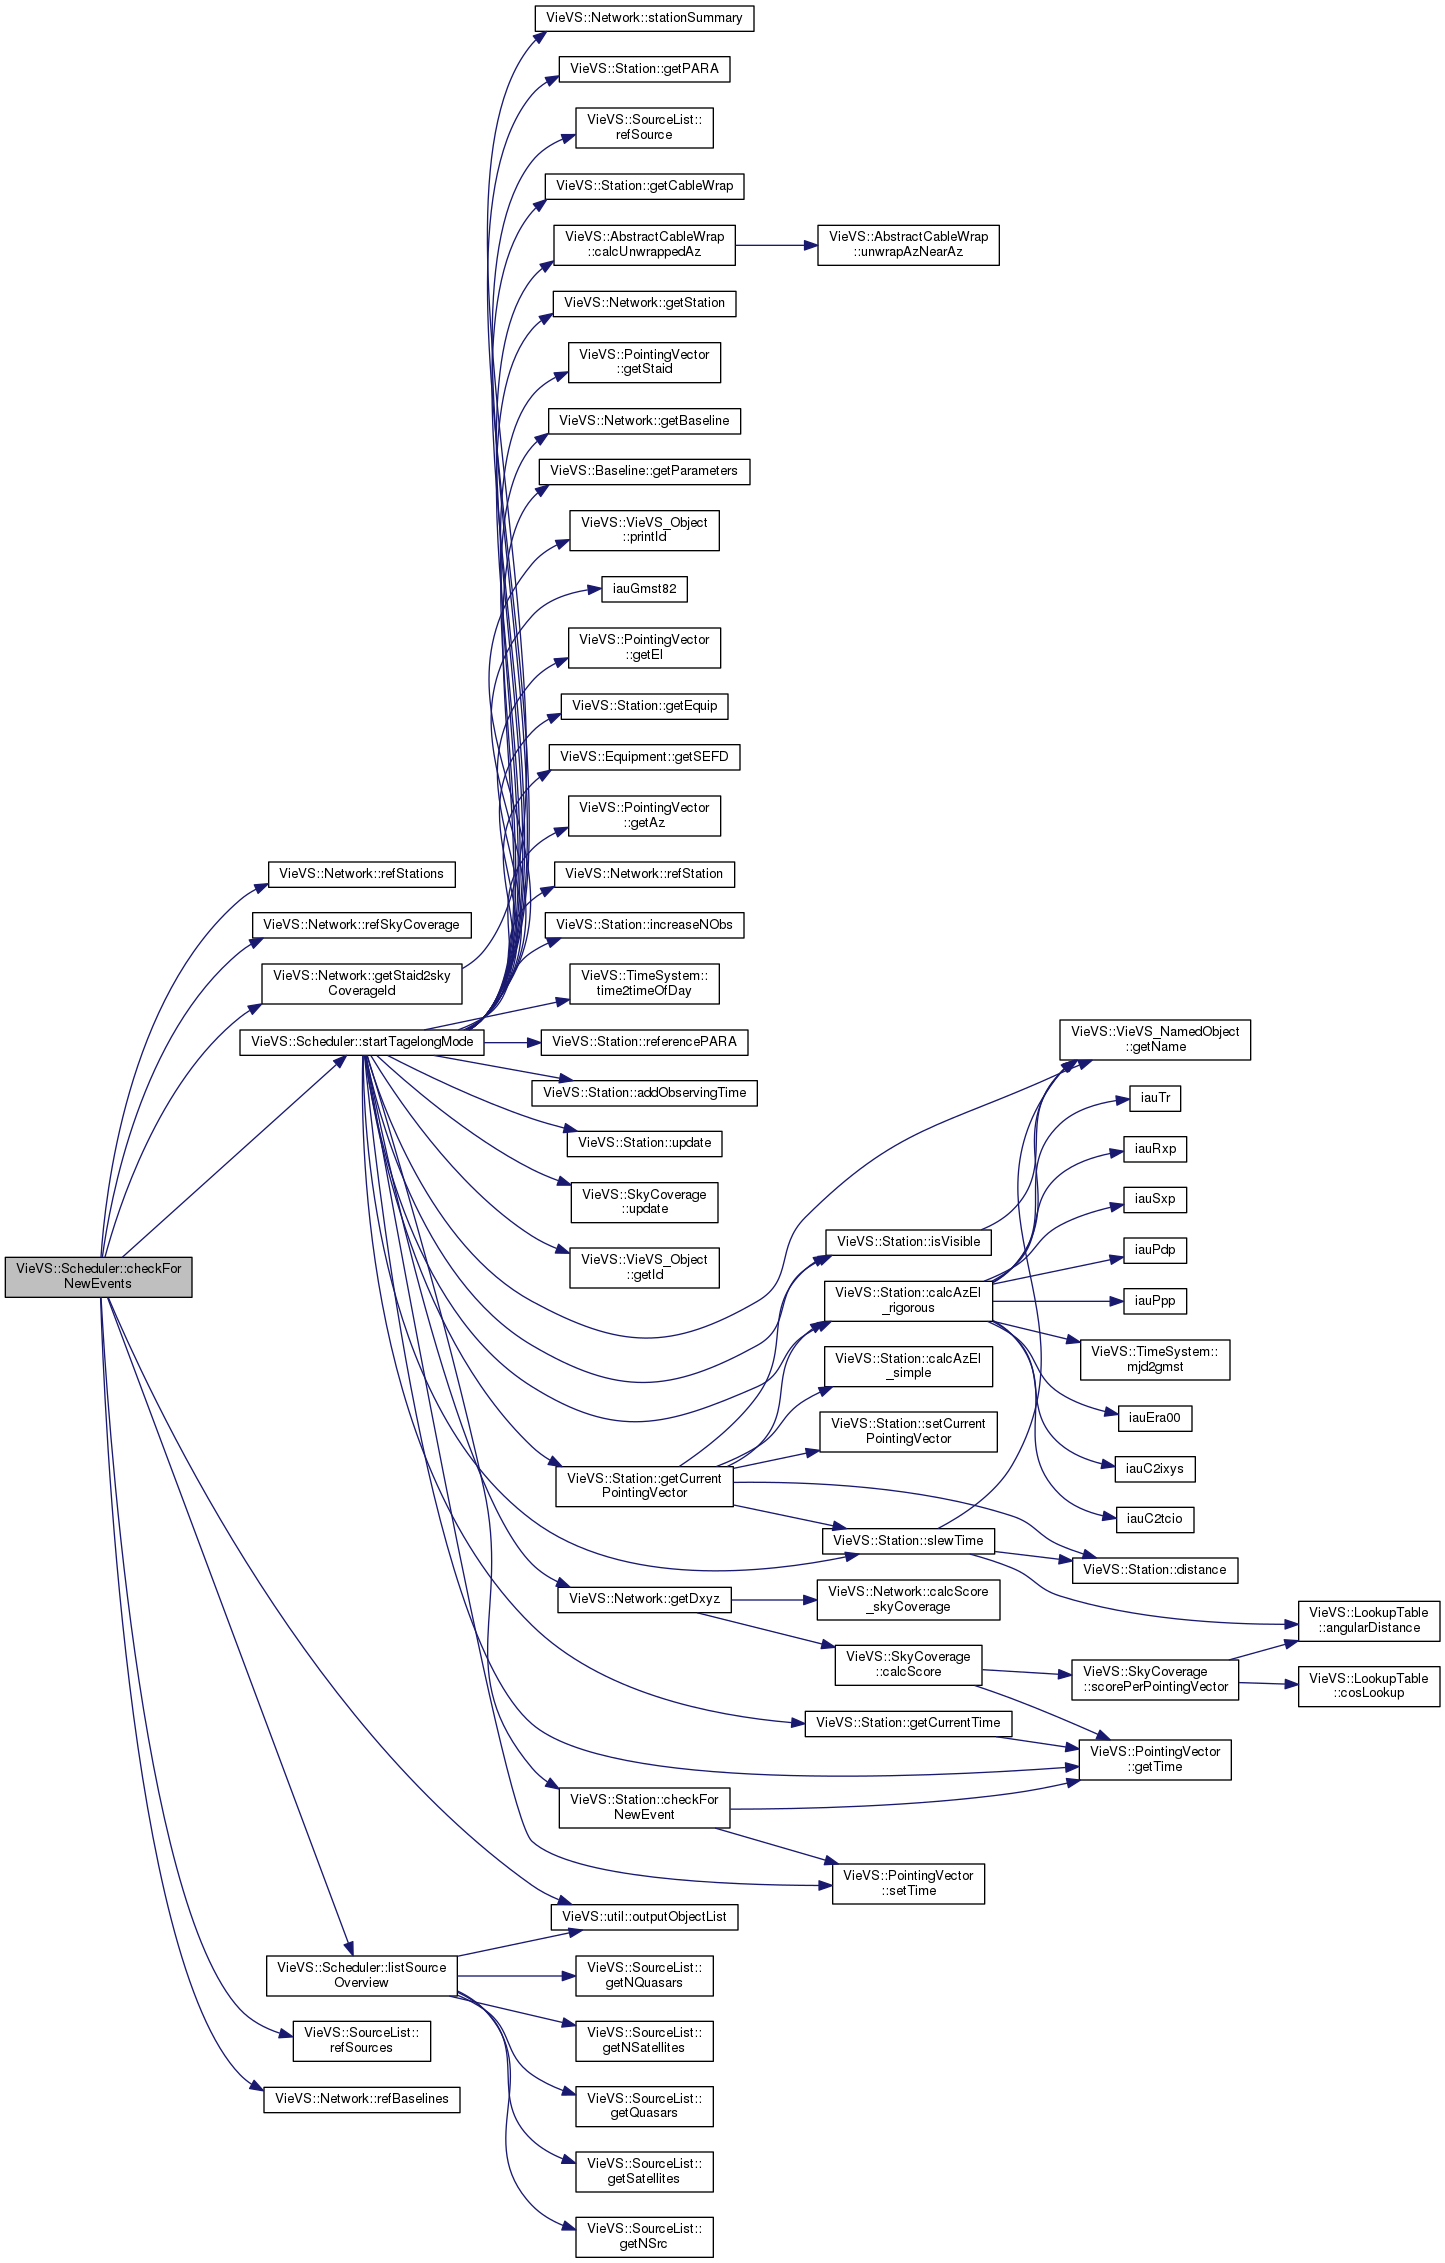 VieVS::Network::stationSummary
VieVS::Station::getPARA
VieVS::SourceList::
refSource
VieVS::Station::getCableWrap
VieVS::AbstractCableWrap
::calcUnwrappedAz
VieVS::AbstractCableWrap
::unwrapAzNearAz
VieVS::Network::getStation
VieVS::PointingVector
::getStaid
VieVS::Network::getBaseline
VieVS::Baseline::getParameters
VieVS::VieVS_Object
::printId
iauGmst82
VieVS::PointingVector
::getEl
VieVS::Station::getEquip
VieVS::Equipment::getSEFD
VieVS::PointingVector
::getAz
VieVS::Network::refStations
VieVS::Network::refStation
VieVS::Network::refSkyCoverage
VieVS::Station::increaseNObs
VieVS::Network::getStaid2sky
CoverageId
VieVS::TimeSystem::
time2timeOfDay
VieVS::Scheduler::startTagelongMode
VieVS::Station::referencePARA
VieVS::VieVS_NamedObject
::getName
VieVS::Station::addObservingTime
iauTr
VieVS::Station::update
iauRxp
VieVS::SkyCoverage
::update
iauSxp
VieVS::Station::isVisible
iauPdp
VieVS::VieVS_Object
::getId
VieVS::Scheduler::checkFor
NewEvents
VieVS::Station::calcAzEl
_rigorous
iauPpp
VieVS::TimeSystem::
mjd2gmst
VieVS::Station::calcAzEl
_simple
iauEra00
VieVS::Station::setCurrent
PointingVector
iauC2ixys
VieVS::Station::getCurrent
PointingVector
iauC2tcio
VieVS::Station::slewTime
VieVS::Station::distance
VieVS::Network::getDxyz
VieVS::Network::calcScore
_skyCoverage
VieVS::LookupTable
::angularDistance
VieVS::SkyCoverage
::calcScore
VieVS::SkyCoverage
::scorePerPointingVector
VieVS::LookupTable
::cosLookup
VieVS::Station::getCurrentTime
VieVS::PointingVector
::getTime
VieVS::Station::checkFor
NewEvent
VieVS::PointingVector
::setTime
VieVS::util::outputObjectList
VieVS::Scheduler::listSource
Overview
VieVS::SourceList::
getNQuasars
VieVS::SourceList::
refSources
VieVS::SourceList::
getNSatellites
VieVS::Network::refBaselines
VieVS::SourceList::
getQuasars
VieVS::SourceList::
getSatellites
VieVS::SourceList::
getNSrc